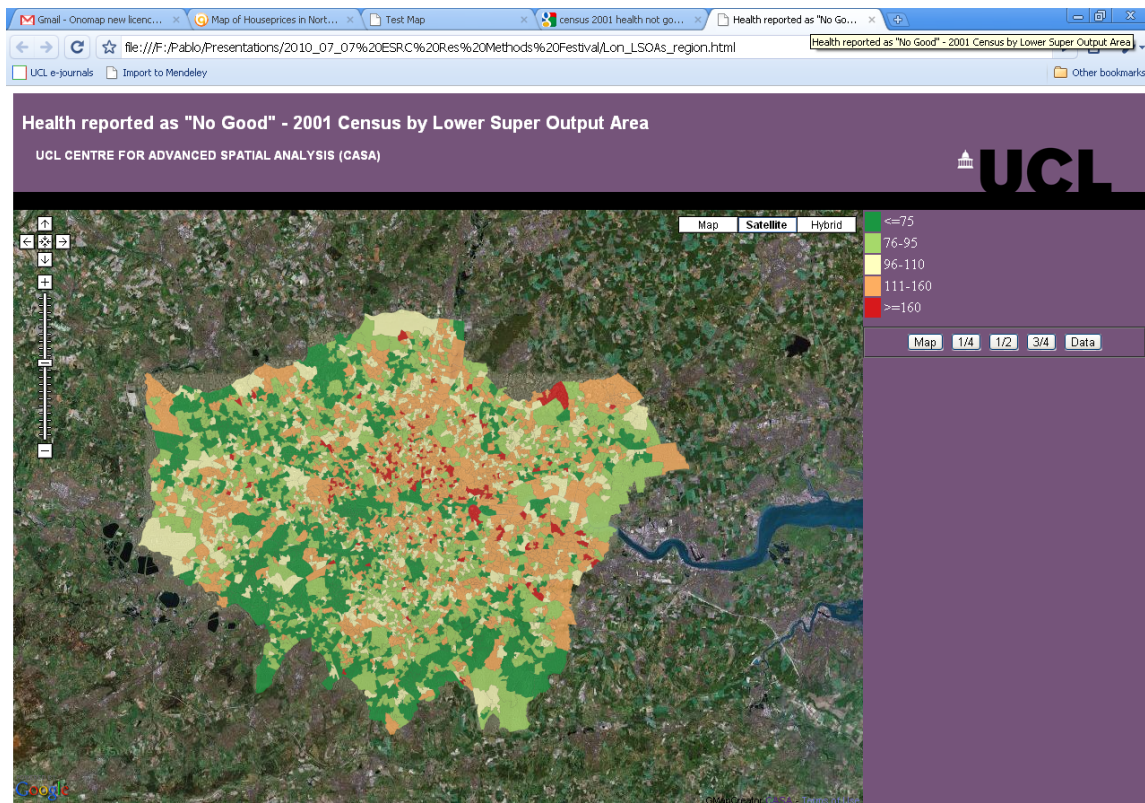 Gmail - Onomap new licenc...
Map of Houseprices in Nort...
Test Map
census 2001 health not go...
Health reported as "No Go...
file:///F:/Pablo/Presentations/2010_07_07%20ESRC%20Res%20Methods%20Festival/Lon_LSOAs_region.html
Health reported as "No Good" - 2001 Census by Lower Super Output Area
UCL e-journals
Import to Mendeley
Other bookmarks
Health reported as "No Good" - 2001 Census by Lower Super Output Area
UCL CENTRE FOR ADVANCED SPATIAL ANALYSIS (CASA)
UCL
Map
Satellite
Hybrid
<=75
76-95
96-110
111-160
>=160
Map
1/4
1/2
3/4
Data
Google